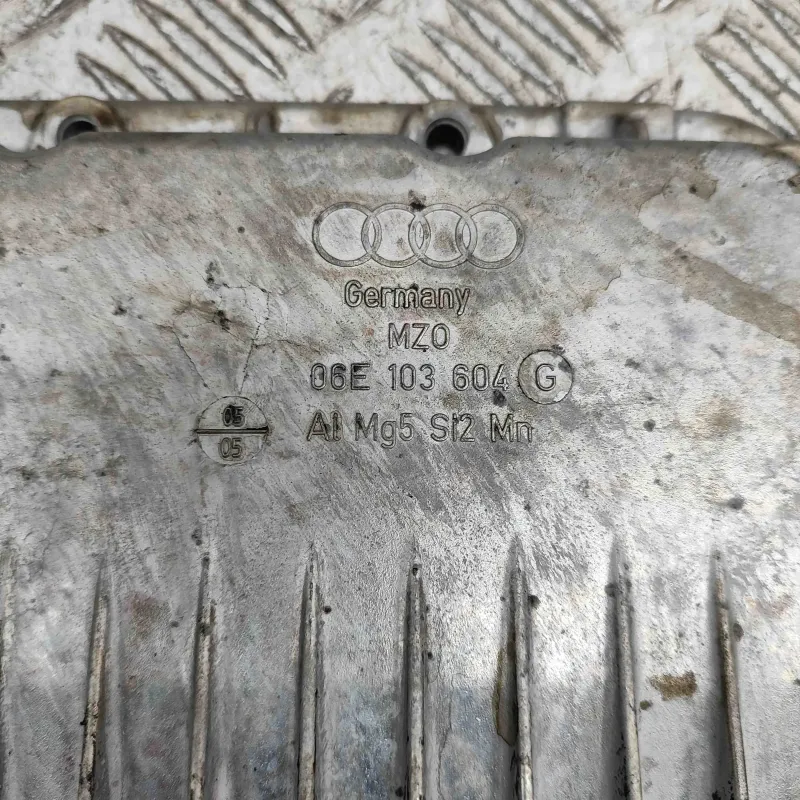 Germany
MZO
06E 103 604 G
Al Mg5 Si2 Mn
05
05